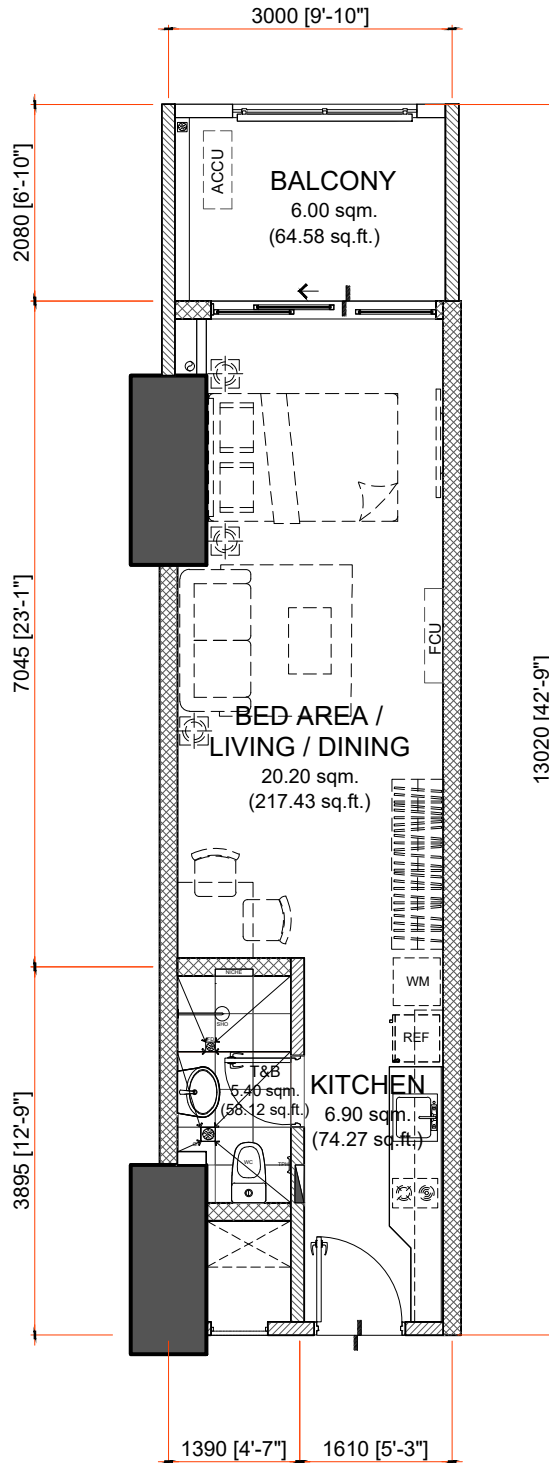 3000 [9'-10"]
2080 [6'-10"]
ACCU
BALCONY
6.00 sqm.
(64.58 sq.ft.)
7045 [23'-1"]
13020 [42'-9"]
FCU
BED AREA /
LIVING / DINING
20.20 sqm.
(217.43 sq.ft.)
WM
NICHE
SHO
REF
T&B
5.40 sqm.
(58.12 sq.ft.)
KITCHEN
6.90 sqm.
(74.27 sq.ft.)
3895 [12'-9"]
WC
1390 [4'-7"]
1610 [5'-3"]